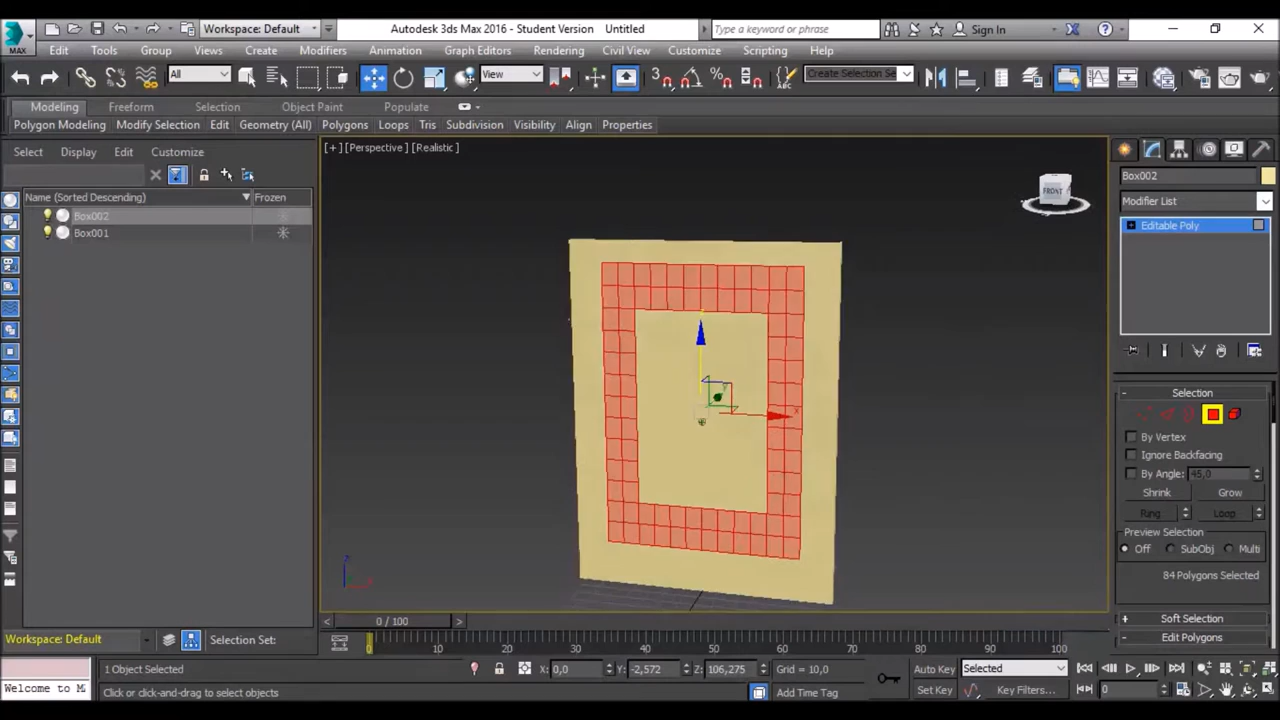 MAX Workspace: Default Autodesk 3ds Max 2016 - Student Version Untitled Type a keyword or phrase Sign In
Edit Tools Group Views Create Modifiers Animation Graph Editors Rendering Civil View Customize Scripting Help
All View 3 Create Selection Se
Modeling Freeform Selection Object Paint Populate
Polygon Modeling Modify Selection Edit Geometry (All) Polygons Loops Tris Subdivision Visibility Align Properties
Select Display Edit Customize
[+] [Perspective] [Realistic]
Name (Sorted Descending) Frozen
Box002
Box001
FRONT
Box002
Modifier List
Editable Poly
x
y
z
Selection
By Vertex
Ignore Backfacing
By Angle: 45,0
Shrink Grow
Ring Loop
Preview Selection
Off SubObj Multi
84 Polygons Selected
Soft Selection
Edit Polygons
0 / 100
Workspace: Default Selection Set:
0 10 20 30 40 50 60 70 80 90 100
1 Object Selected X: 0,0 Y: -2,572 Z: 106,275 Grid = 10,0 Auto Key Selected
Welcome to M Click or click-and-drag to select objects Add Time Tag Set Key Key Filters... 0